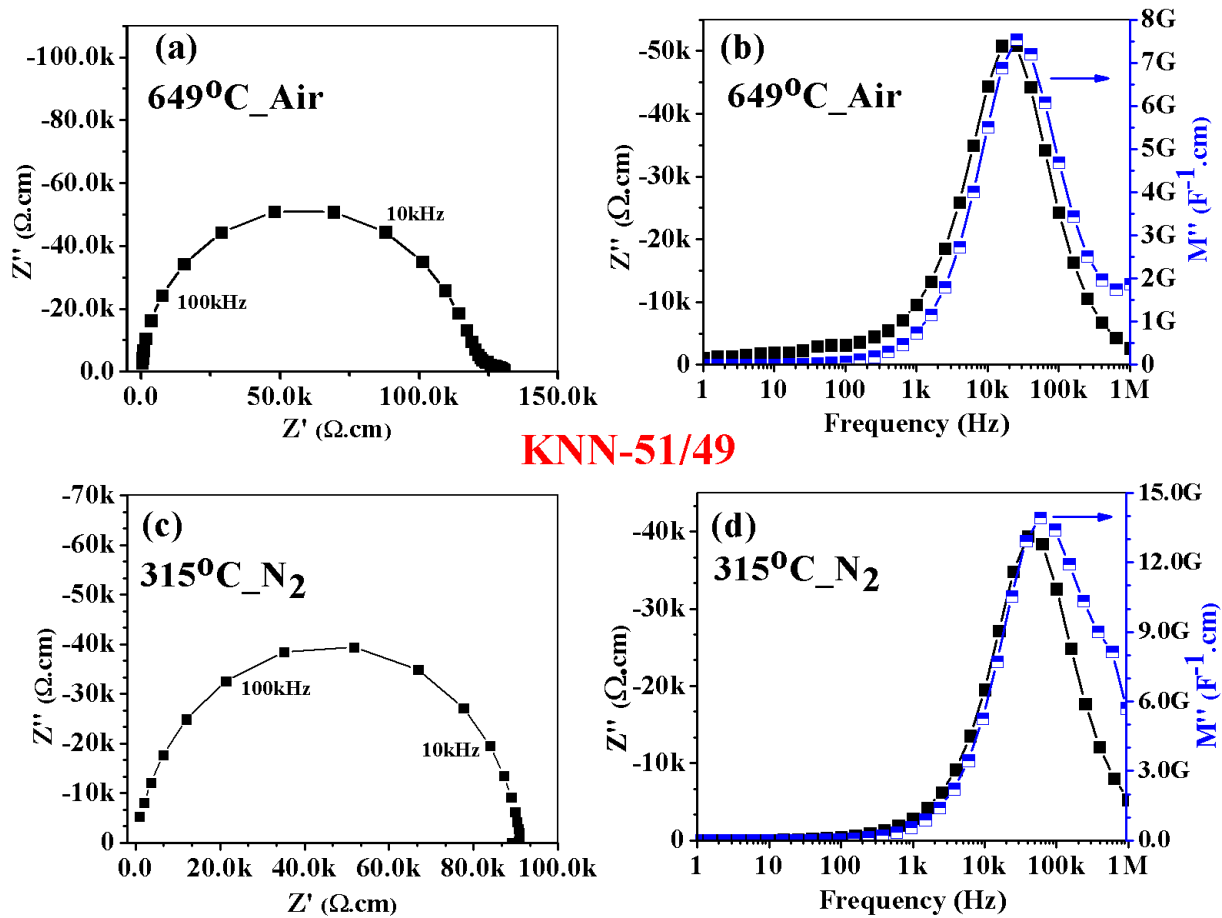 (a)
649⁰C_Air
-100.0k
-80.0k
-60.0k
-40.0k
-20.0k
0.0
Z'' (Ω.cm)
10kHz
100kHz
0.0
50.0k
100.0k
150.0k
Z' (Ω.cm)
(b)
649⁰C_Air
-50k
-40k
-30k
-20k
-10k
0
Z'' (Ω.cm)
8G
7G
6G
5G
4G
3G
2G
1G
0
M'' (F⁻¹.cm)
1
10
100
1k
10k
100k
1M
Frequency (Hz)
KNN-51/49
(c)
315⁰C_N₂
-70k
-60k
-50k
-40k
-30k
-20k
-10k
0
Z'' (Ω.cm)
100kHz
10kHz
0.0
20.0k
40.0k
60.0k
80.0k
100.0k
Z' (Ω.cm)
(d)
315⁰C_N₂
-40k
-30k
-20k
-10k
0
Z'' (Ω.cm)
15.0G
12.0G
9.0G
6.0G
3.0G
0.0
M'' (F⁻¹.cm)
1
10
100
1k
10k
100k
1M
Frequency (Hz)